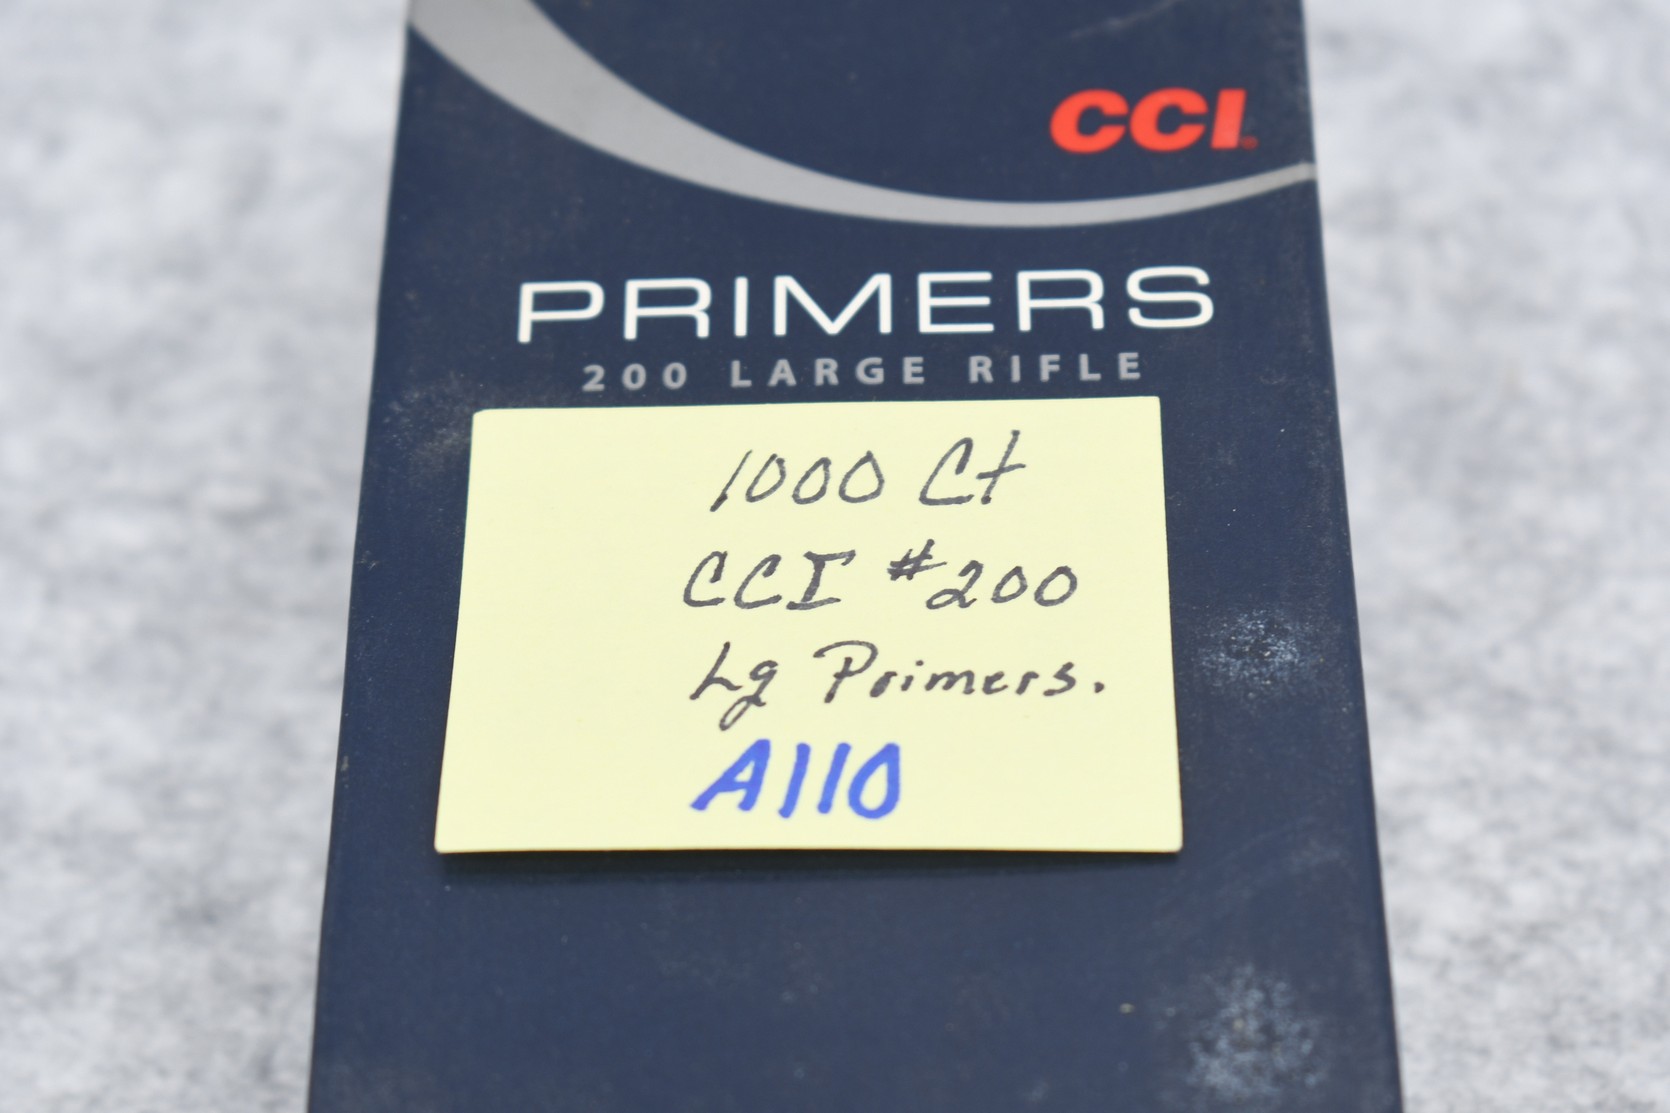 CCI
PRIMERS
200 LARGE RIFLE
1000 Ct
CCI #200
Lg Primers.
A110